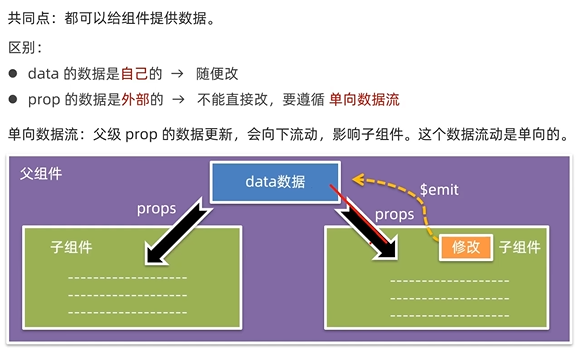 共同点：都可以给组件提供数据。
区别：
● data 的数据是自己的 → 随便改
● prop 的数据是外部的 → 不能直接改，要遵循 单向数据流
单向数据流：父级 prop 的数据更新，会向下流动，影响子组件。这个数据流动是单向的。
父组件
data数据
$emit
props
props
子组件
修改 子组件